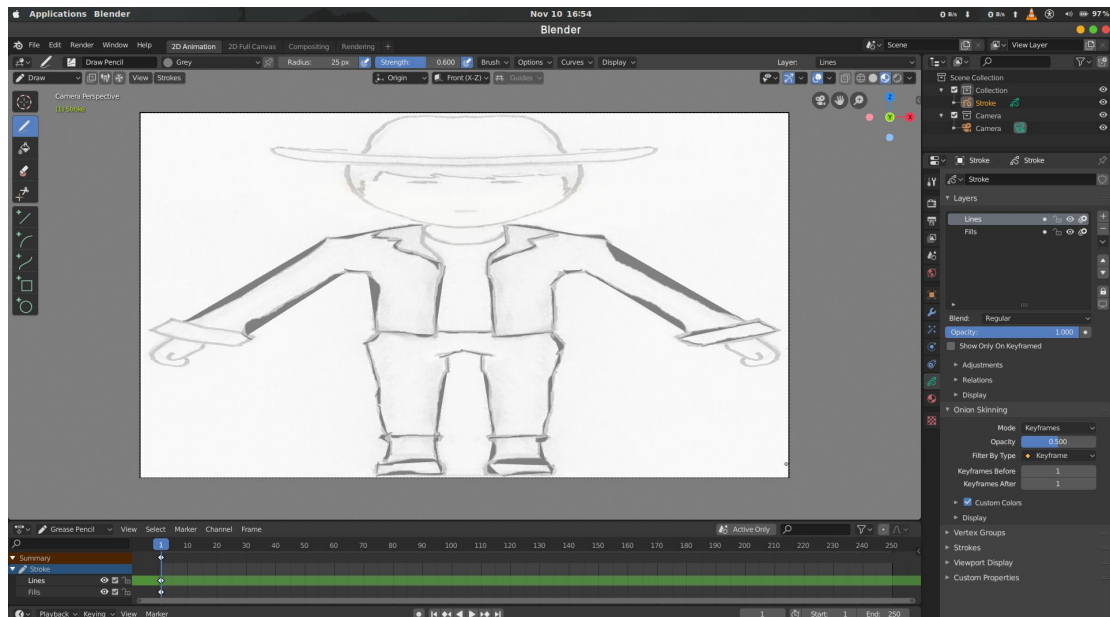 Applications Blender Nov 10 16:54 0 B/s 0 B/s 97%
Blender
File Edit Render Window Help 2D Animation 2D Full Canvas Compositing Rendering + Scene View Layer
Draw Pencil Grey Radius: 25 px Strength: 0.600 Brush Options Curves Display Layer: Lines
Draw View Strokes Origin Front (X-Z) Guides
Camera Perspective
(1) Stroke
Z
Y
X
Scene Collection
Collection
Stroke
Camera
Camera
Stroke Stroke
Stroke
Layers
Lines
Fills
Blend: Regular
Opacity: 1.000
Show Only On Keyframed
Adjustments
Relations
Display
Onion Skinning
Mode Keyframes
Opacity 0.500
Filter By Type Keyframe
Keyframes Before 1
Keyframes After 1
Custom Colors
Display
Vertex Groups
Strokes
Viewport Display
Custom Properties
Grease Pencil View Select Marker Channel Frame Active Only
1 10 20 30 40 50 60 70 80 90 100 110 120 130 140 150 160 170 180 190 200 210 220 230 240 250
Summary
Stroke
Lines
Fills
Playback Keying View Marker 1 Start: 1 End: 250